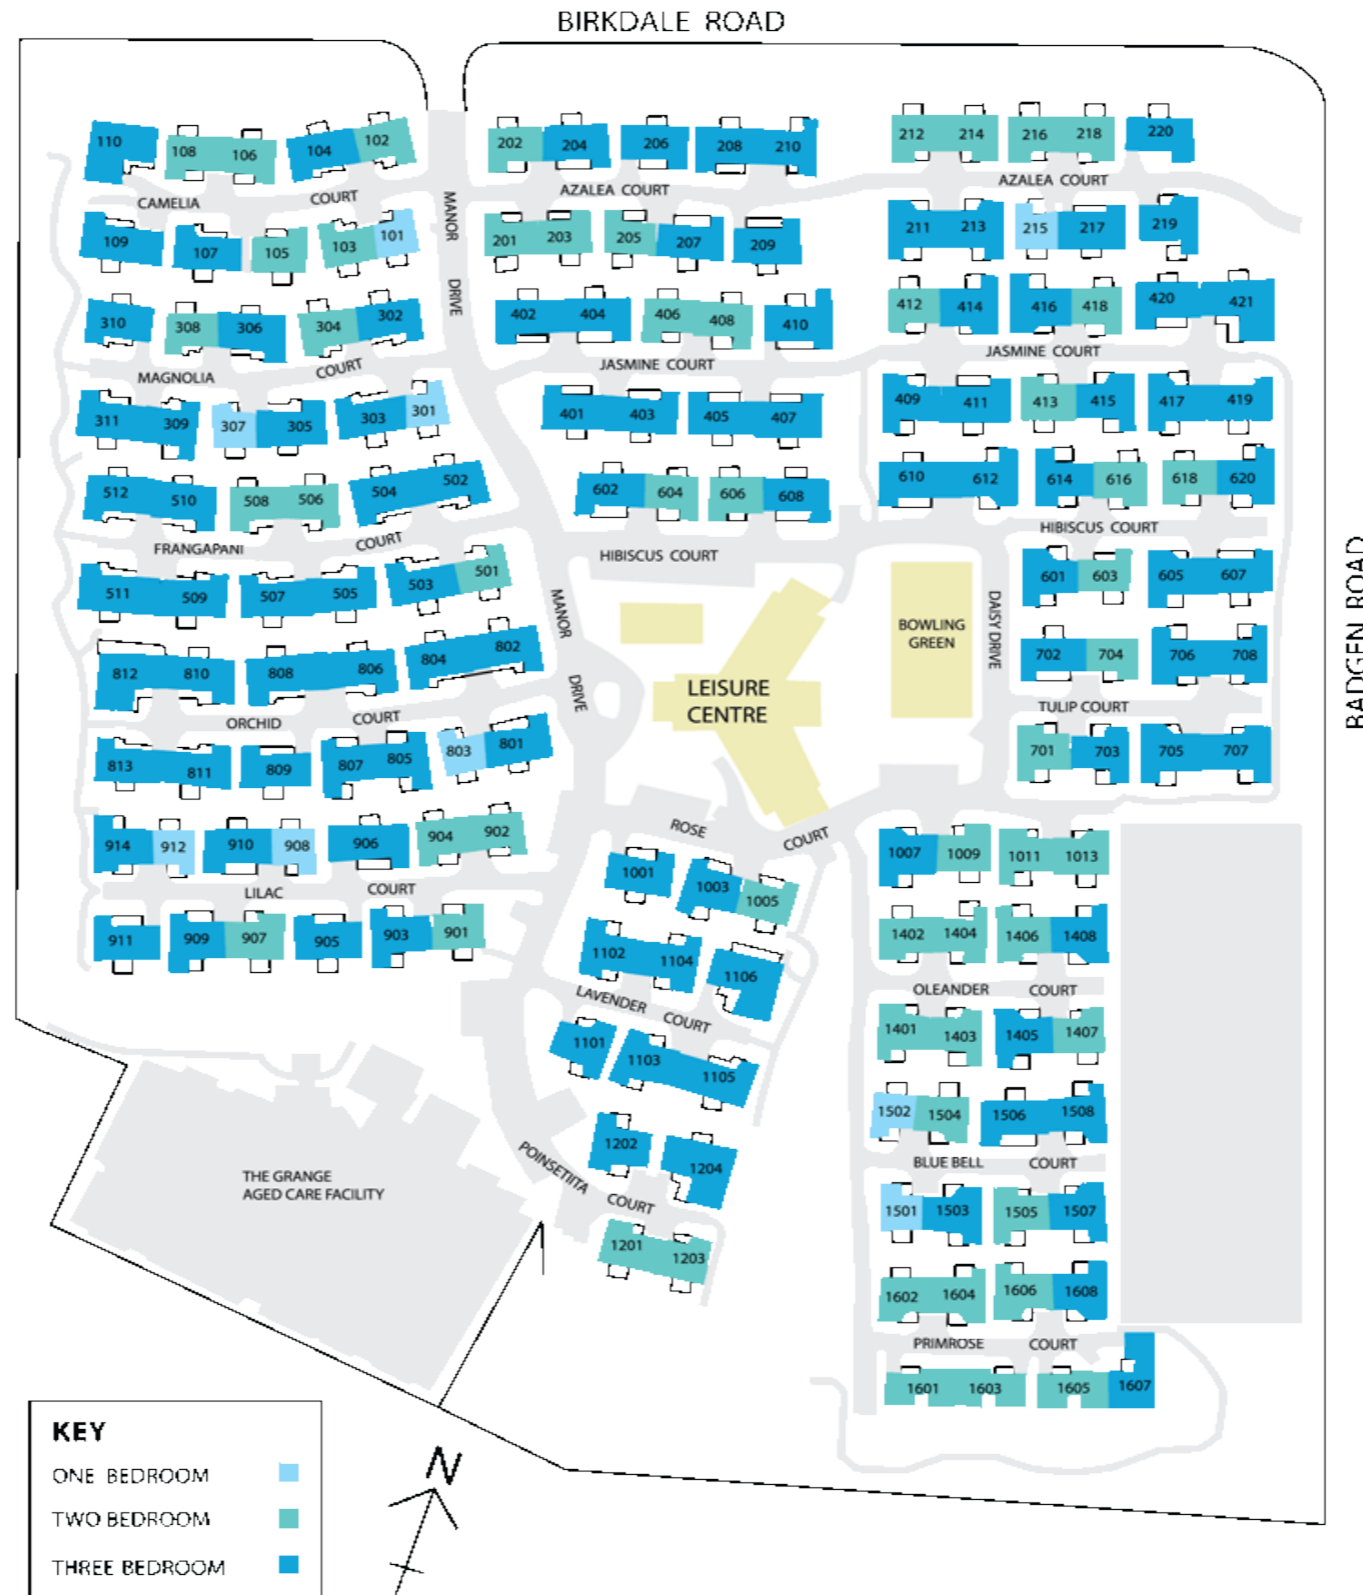 BIRKDALE ROAD
110
108 106
104 102
202 204
206
208 210
212 214
216 218
220
CAMELIA COURT
AZALEA COURT
AZALEA COURT
MANOR DRIVE
109
107
105
103 101
201 203
205 207
209
211 213
215 217
219
310
308 306
304 302
402 404
406 408
410
412 414
416 418
420 421
MAGNOLIA COURT
JASMINE COURT
JASMINE COURT
311 309
307 305
303 301
401 403
405 407
409 411
413 415
417 419
512 510
508 506
504 502
602 604
606 608
610 612
614 616
618 620
FRANGAPANI COURT
HIBISCUS COURT
HIBISCUS COURT
511 509
507 505
503 501
601 603
605 607
MANOR DRIVE
BOWLING
GREEN
DAISY DRIVE
BADGEN ROAD
812 810
808 806
804 802
702 704
706 708
LEISURE
CENTRE
ORCHID COURT
TULIP COURT
813 811
809
807 805
803 801
701 703
705 707
914 912
910 908
906
904 902
ROSE COURT
1007 1009
1011 1013
LILAC COURT
1001
1003 1005
911
909 907
905
903 901
1402 1404
1406 1408
1102 1104
1106
OLEANDER COURT
LAVENDER COURT
1401 1403
1405 1407
1101
1103 1105
1502 1504
1506 1508
1202
1204
BLUE BELL COURT
POINSETIITA COURT
THE GRANGE
AGED CARE FACILITY
1501 1503
1505 1507
1201 1203
1602 1604
1606 1608
PRIMROSE COURT
1601 1603
1605 1607
KEY
ONE BEDROOM
TWO BEDROOM
THREE BEDROOM
N